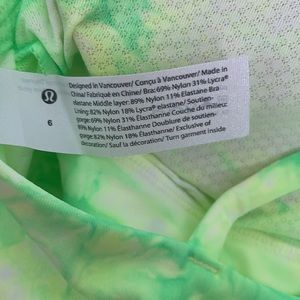 6
Designed in Vancouver/ Conçu à Vancouver/ Made in
China/ Fabriqué en Chine/ Bra:69% Nylon 31% Lycra®
elastane Middle layer:89% Nylon 11% Elastane Bra
Lining: 82% Nylon 18% Lycra® elastane/ Soutien-
gorge: 69% Nylon 31% Élasthanne Couche du milieu:
89% Nylon 11% Élasthanne Doublure de soutien-
gorge:82% Nylon 18% Élasthanne/ Exclusive of
decoration/ Sauf la décoration/ Turn garment inside